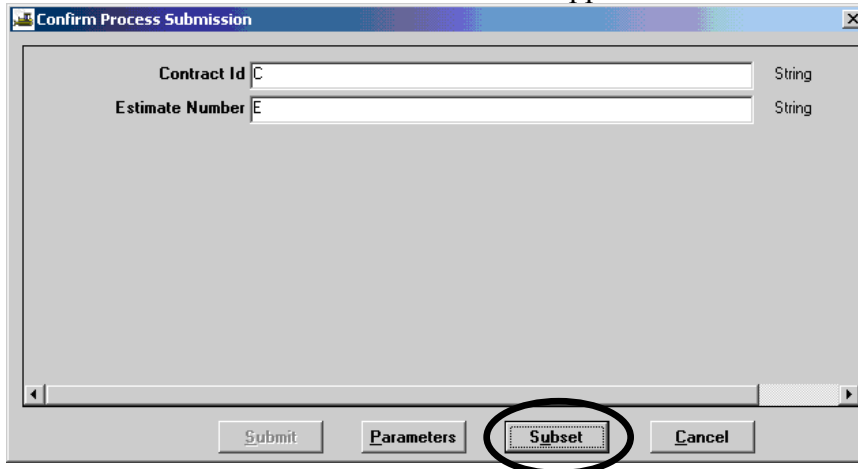 Confirm Process Submission
Contract Id C String
Estimate Number E String
Submit Parameters Subset Cancel